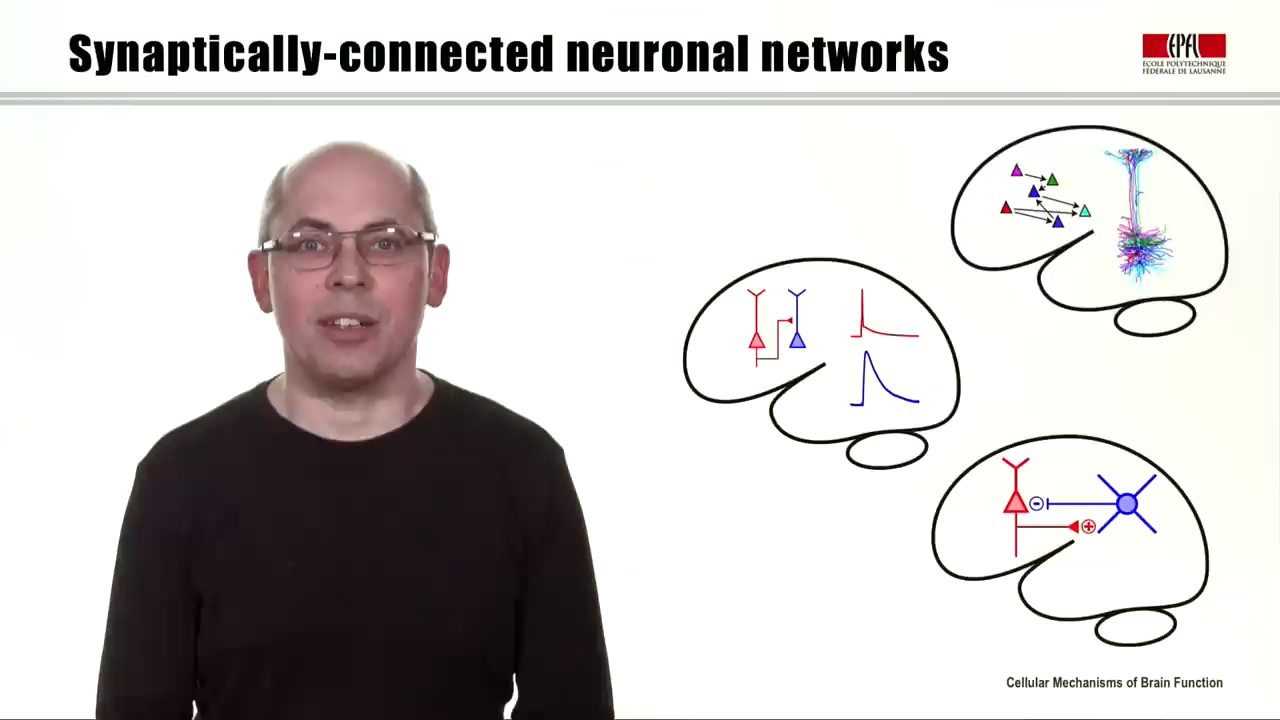 Synaptically-connected neuronal networks
EPFL
ÉCOLE POLYTECHNIQUE
FÉDÉRALE DE LAUSANNE
Cellular Mechanisms of Brain Function